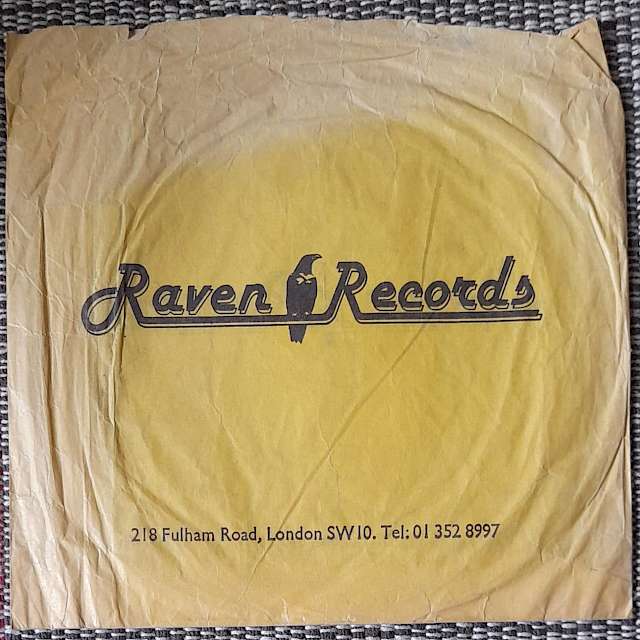 Raven Records
218 Fulham Road, London SW10. Tel: 01 352 8997